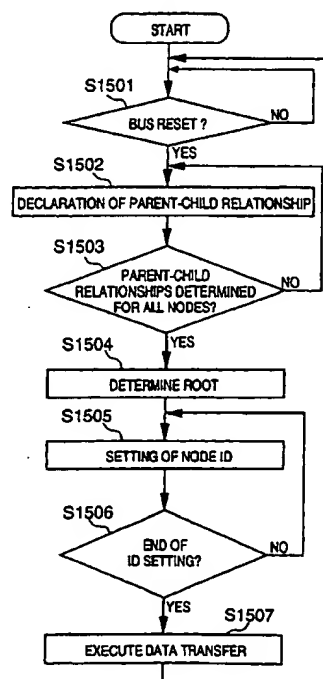 START
S1501
BUS RESET ?
NO
YES
S1502
DECLARATION OF PARENT-CHILD RELATIONSHIP
S1503
PARENT-CHILD
RELATIONSHIPS DETERMINED
FOR ALL NODES?
NO
YES
S1504
DETERMINE ROOT
S1505
SETTING OF NODE ID
S1506
END OF
ID SETTING?
NO
YES
S1507
EXECUTE DATA TRANSFER